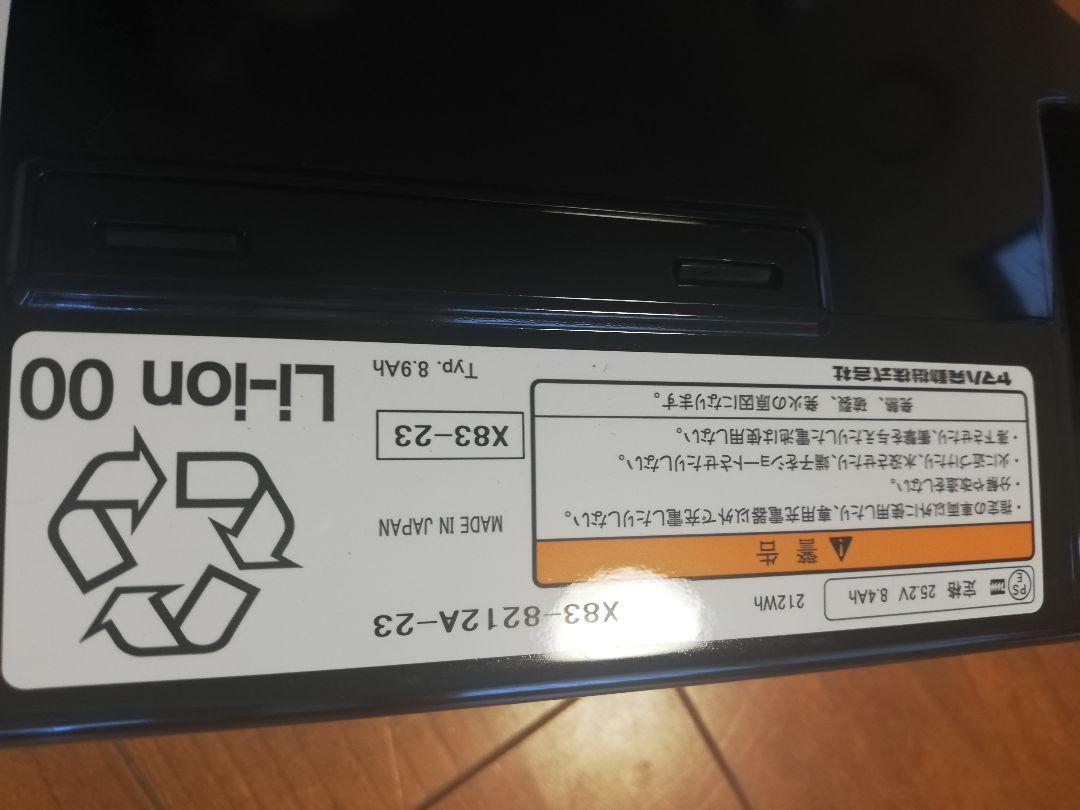 PS
E
定格 25.2V 8.4Ah
212Wh
X83-8212A-23
警告
・指定の車両以外に使用したり、専用充電器以外で充電したりしない。
・分解や改造をしない。
・火に近づけたり、水没させたり、端子をショートさせたりしない。
・落下させたり、衝撃を与えたりした電池は使用しない。
発熱、破裂、発火の原因になります。
ヤマハ発動機株式会社
MADE IN JAPAN
X83-23
Typ. 8.9Ah
Li-ion 00